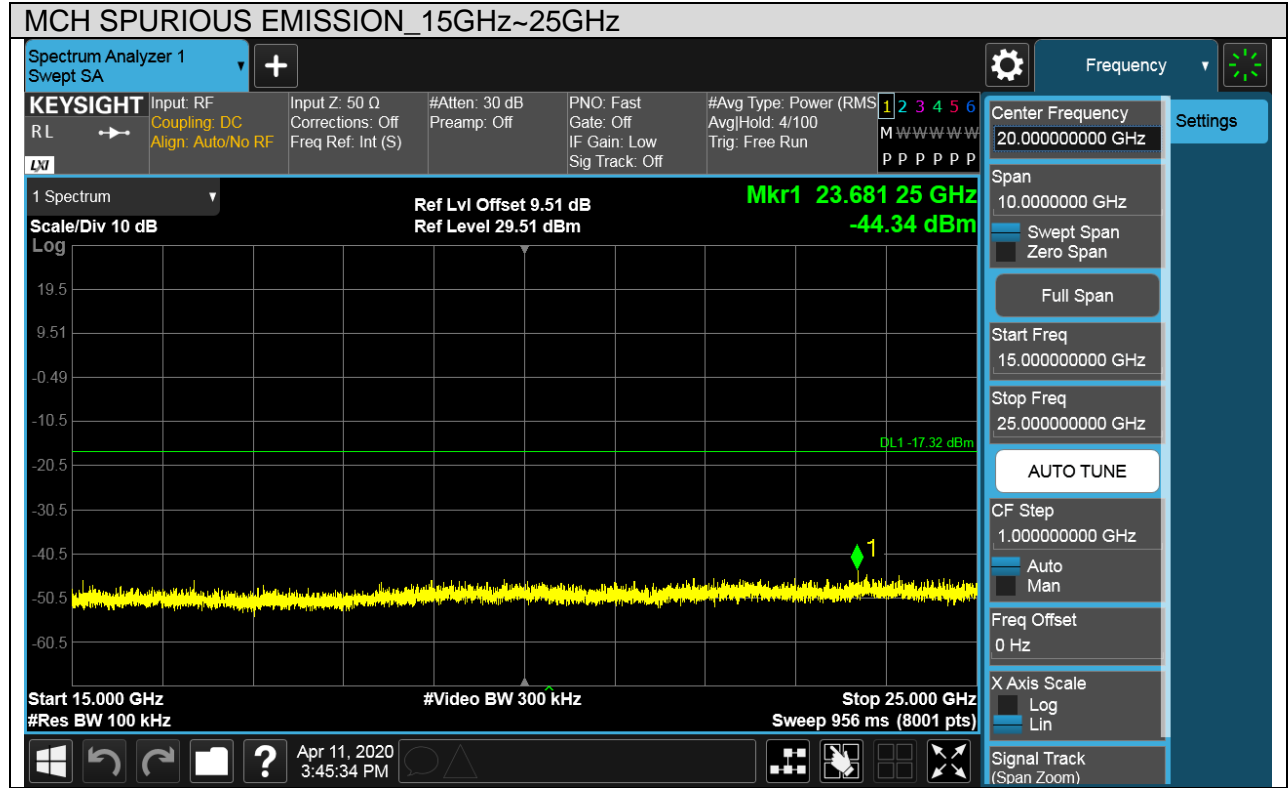 MCH SPURIOUS EMISSION_15GHz~25GHz
Spectrum Analyzer 1
Swept SA
+
Frequency
KEYSIGHT
RL
LXI
Input: RF
Coupling: DC
Align: Auto/No RF
Input Z: 50 Ω
Corrections: Off
Freq Ref: Int (S)
#Atten: 30 dB
Preamp: Off
PNO: Fast
Gate: Off
IF Gain: Low
Sig Track: Off
#Avg Type: Power (RMS
Avg|Hold: 4/100
Trig: Free Run
1 2 3 4 5 6
M W W W W W
P P P P P P
1 Spectrum
Scale/Div 10 dB
Ref Lvl Offset 9.51 dB
Ref Level 29.51 dBm
Mkr1 23.681 25 GHz
-44.34 dBm
Log
19.5
9.51
-0.49
-10.5
DL1 -17.32 dBm
-20.5
-30.5
-40.5
1
-50.5
-60.5
Start 15.000 GHz
#Video BW 300 kHz
Stop 25.000 GHz
#Res BW 100 kHz
Sweep 956 ms (8001 pts)
?
Apr 11, 2020
3:45:34 PM
Center Frequency
20.000000000 GHz
Settings
Span
10.0000000 GHz
Swept Span
Zero Span
Full Span
Start Freq
15.000000000 GHz
Stop Freq
25.000000000 GHz
AUTO TUNE
CF Step
1.000000000 GHz
Auto
Man
Freq Offset
0 Hz
X Axis Scale
Log
Lin
Signal Track
(Span Zoom)